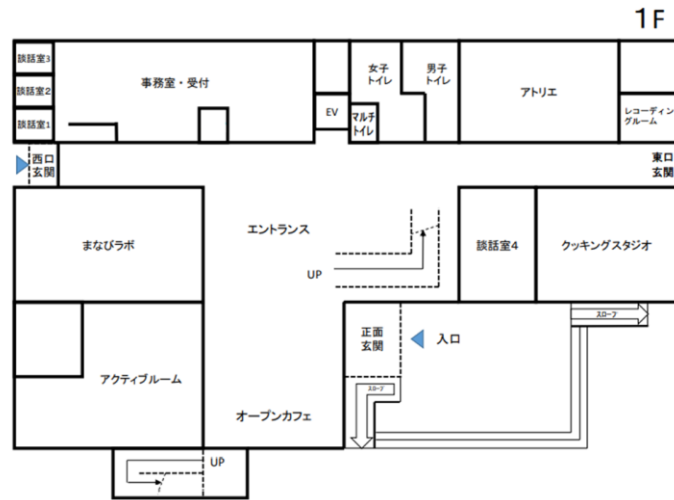 1F
談話室3
談話室2
談話室1
事務室・受付
EV
女子
トイレ
マルチ
トイレ
男子
トイレ
アトリエ
レコーディン
グルーム
西口
玄関
東口
玄関
まなびラボ
エントランス
UP
談話室4
クッキングスタジオ
スロープ
正面
玄関
入口
スロープ
アクティブルーム
オープンカフェ
UP